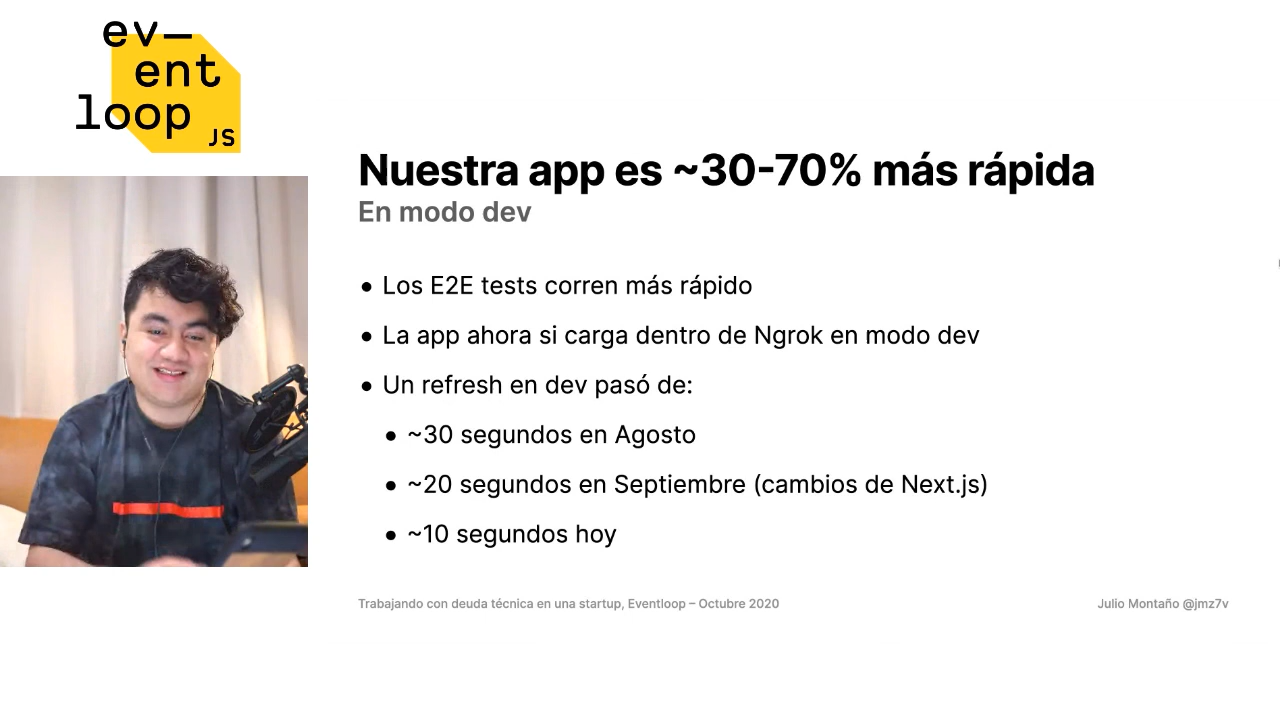 ev—
ent
loop
JS
Nuestra app es ~30-70% más rápida
En modo dev
• Los E2E tests corren más rápido
• La app ahora si carga dentro de Ngrok en modo dev
• Un refresh en dev pasó de:
• ~30 segundos en Agosto
• ~20 segundos en Septiembre (cambios de Next.js)
• ~10 segundos hoy
Trabajando con deuda técnica en una startup, Eventloop – Octubre 2020
Julio Montaño @jmz7v